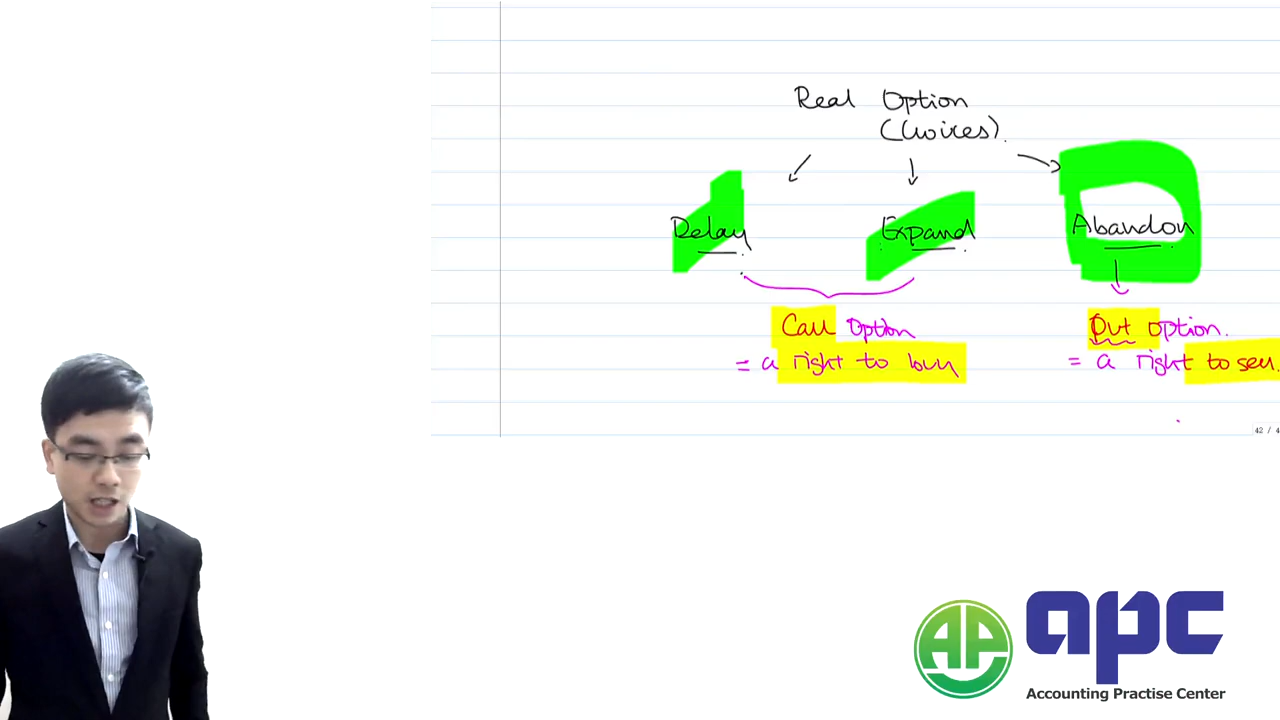 Real Option
(Choices).
Delay Expand Abandon
Call Option
= a right to buy
Put option.
= a right to sell.
42 / 4
AP
apc
Accounting Practise Center